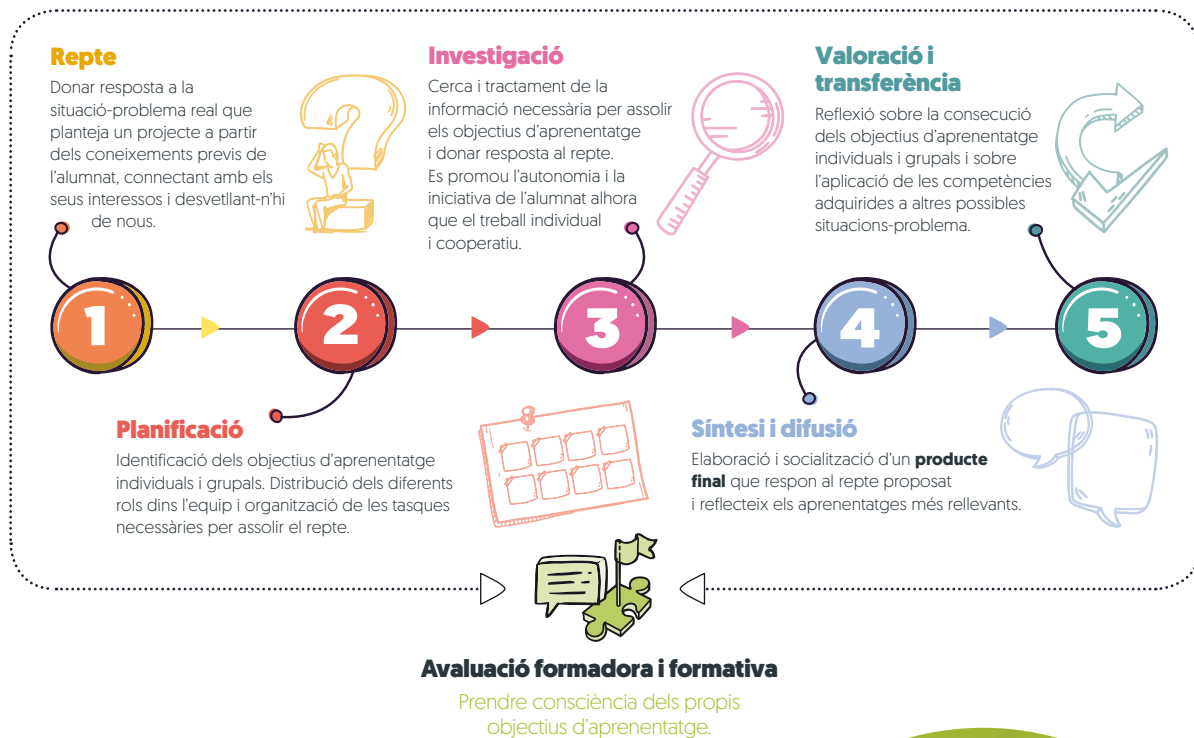 Repte
Donar resposta a la
situació-problema real que
planteja un projecte a partir
dels coneixements previs de
l'alumnat, connectant amb els
seus interessos i desvetllant-n'hi
de nous.
Investigació
Cerca i tractament de la
informació necessària per assolir
els objectius d'aprenentatge
i donar resposta al repte.
Es promou l'autonomia i la
iniciativa de l'alumnat alhora
que el treball individual
i cooperatiu.
Valoració i
transferència
Reflexió sobre la consecució
dels objectius d'aprenentatge
individuals i grupals i sobre
l'aplicació de les competències
adquirides a altres possibles
situacions-problema.
1
2
3
4
5
Planificació
Identificació dels objectius d'aprenentatge
individuals i grupals. Distribució dels diferents
rols dins l'equip i organització de les tasques
necessàries per assolir el repte.
Síntesi i difusió
Elaboració i socialització d'un producte
final que respon al repte proposat
i reflecteix els aprenentatges més rellevants.
Avaluació formadora i formativa
Prendre consciència dels propis
objectius d'aprenentatge.